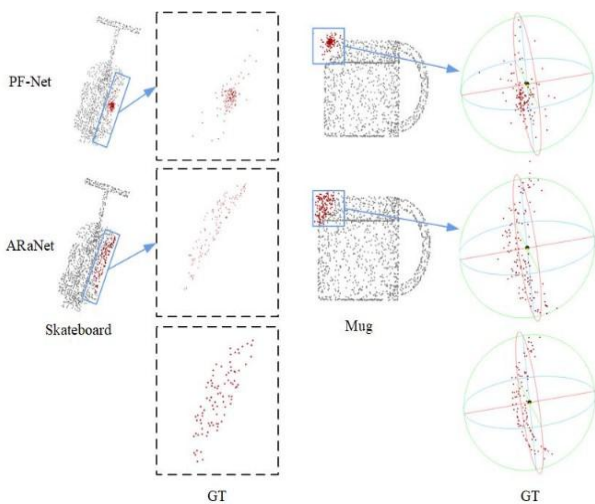 PF-Net
ARaNet
Skateboard
Mug
GT
GT